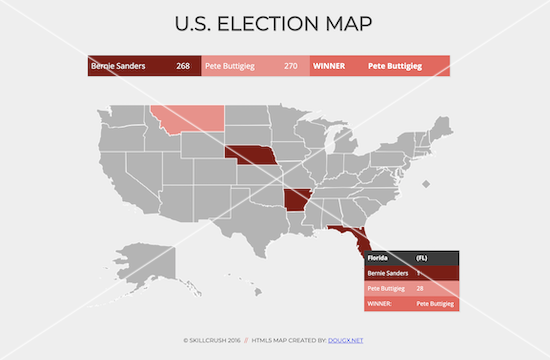 U.S. ELECTION MAP
Bernie Sanders 268 Pete Buttigieg 270 WINNER Pete Buttigieg
Florida (FL)
Bernie Sanders 1
Pete Buttigieg 28
WINNER: Pete Buttigieg
© SKILLCRUSH 2016 // HTML5 MAP CREATED BY: DOUGX.NET